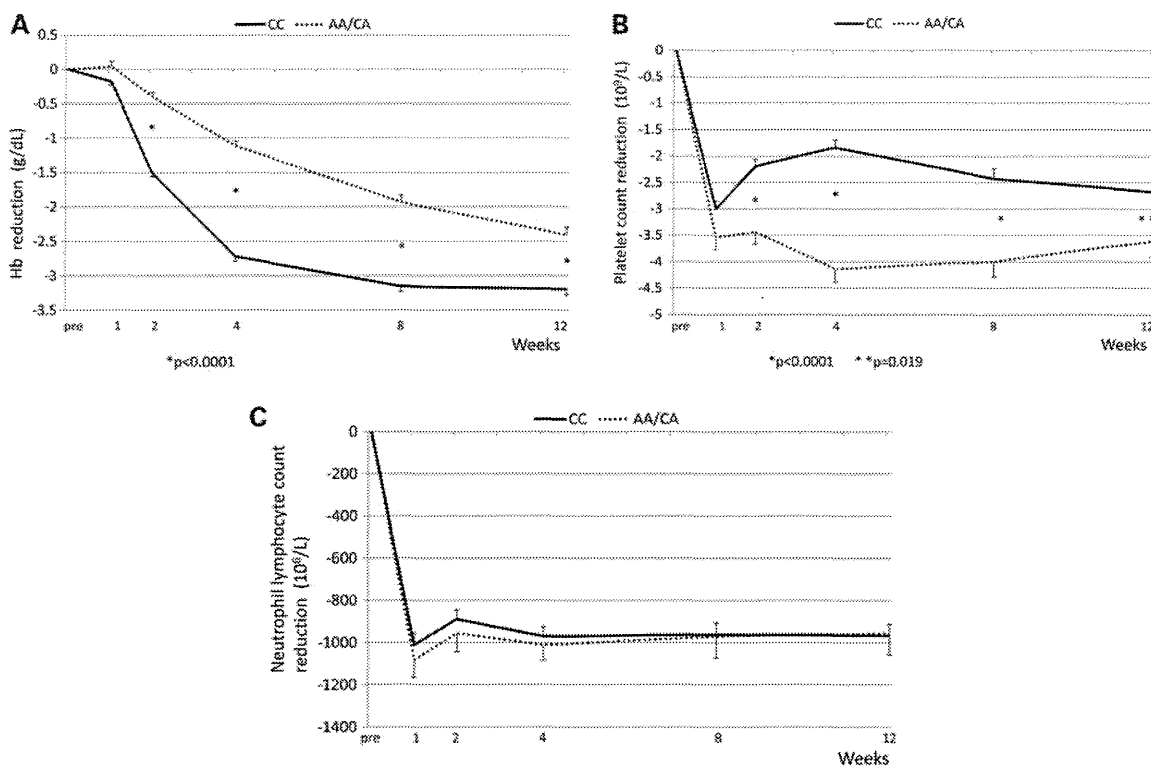 A
CC AA/CA
Hb reduction (g/dL)
0.5
0
-0.5
-1
-1.5
-2
-2.5
-3
-3.5
* * * *
pre 1 2 4 8 12
Weeks
*p<0.0001
B
CC AA/CA
Platelet count reduction (10⁹/L)
0
-0.5
-1
-1.5
-2
-2.5
-3
-3.5
-4
-4.5
-5
* * * * *
pre 1 2 4 8 12
Weeks
*p<0.0001 * *p=0.019
C
CC AA/CA
Neutrophil lymphocyte count
reduction (10⁶/L)
0
-200
-400
-600
-800
-1000
-1200
-1400
pre 1 2 4 8 12
Weeks